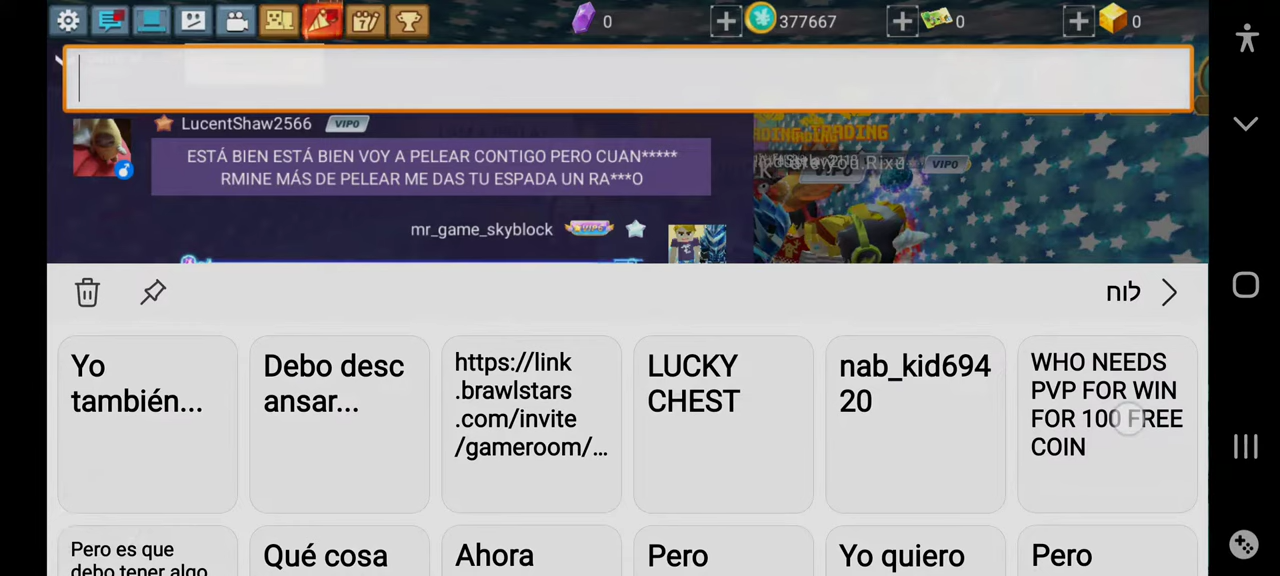 0
377667
0
0
LucentShaw2566 VIP0
ESTÁ BIEN ESTÁ BIEN VOY A PELEAR CONTIGO PERO CUAN*****
RMINE MÁS DE PELEAR ME DAS TU ESPADA UN RA***O
mr_game_skyblock
TRADING
VIP0
לוח
Yo
también...
Debo desc
ansar...
https://link
.brawlstars
.com/invite
/gameroom/...
LUCKY
CHEST
nab_kid694
20
WHO NEEDS
PVP FOR WIN
FOR 100 FREE
COIN
Pero es que
debo tener algo
Qué cosa
Ahora
Pero
Yo quiero
Pero